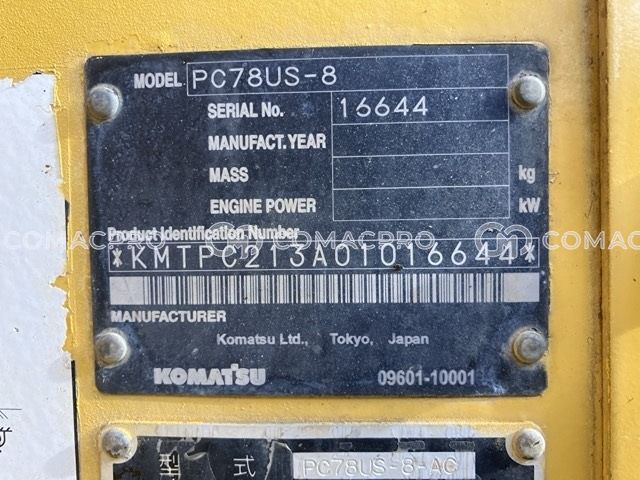 MODEL PC78US-8
SERIAL No. 16644
MANUFACT.YEAR
MASS kg
ENGINE POWER kW
Product Identification Number
*KMTPC213A01016644*
COMACPRO COMACPRO COMACPRO
MANUFACTURER
Komatsu Ltd., Tokyo, Japan
KOMATSU 09601-10001
型式 PC78US-8-AC